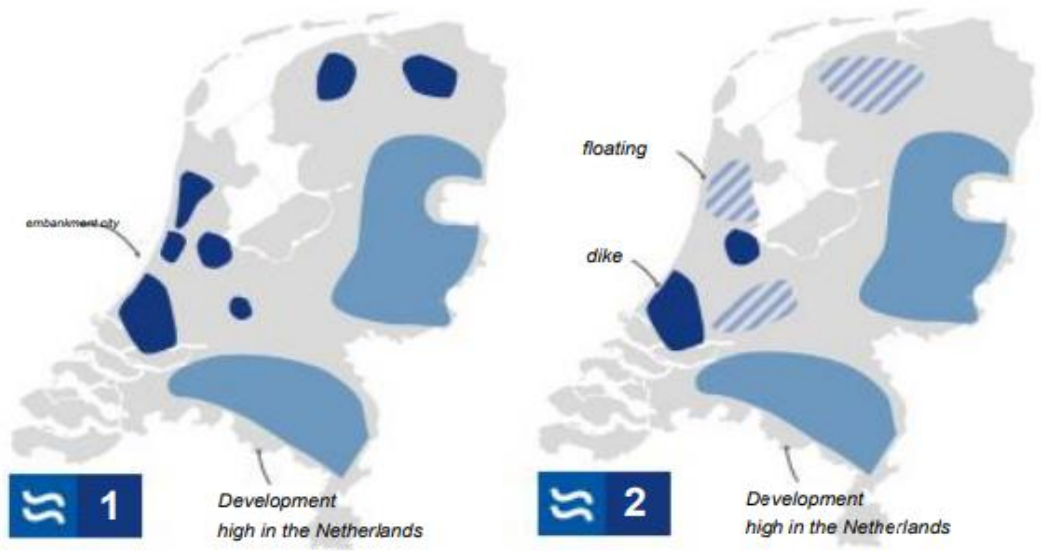 embankment city
1
Development
high in the Netherlands
floating
dike
2
Development
high in the Netherlands